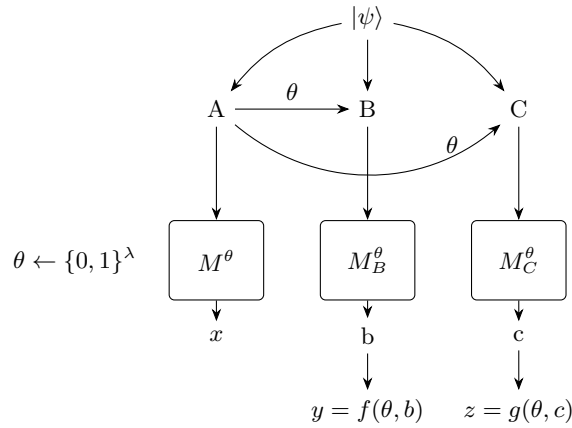 |ψ⟩
θ
A B C
θ
θ ← {0, 1}^λ M^θ M_B^θ M_C^θ
x b c
y = f(θ, b) z = g(θ, c)